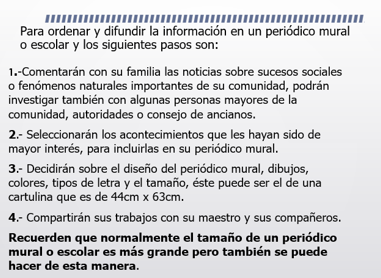 Para ordenar y difundir la información en un periódico mural
o escolar y los siguientes pasos son:
1.-Comentarán con su familia las noticias sobre sucesos sociales
o fenómenos naturales importantes de su comunidad, podrán
investigar también con algunas personas mayores de la
comunidad, autoridades o consejo de ancianos.
2.- Seleccionarán los acontecimientos que les hayan sido de
mayor interés, para incluirlas en su periódico mural.
3.- Decidirán sobre el diseño del periódico mural, dibujos,
colores, tipos de letra y el tamaño, éste puede ser el de una
cartulina que es de 44cm x 63cm.
4.- Compartirán sus trabajos con su maestro y sus compañeros.
Recuerden que normalmente el tamaño de un periódico
mural o escolar es más grande pero también se puede
hacer de esta manera.